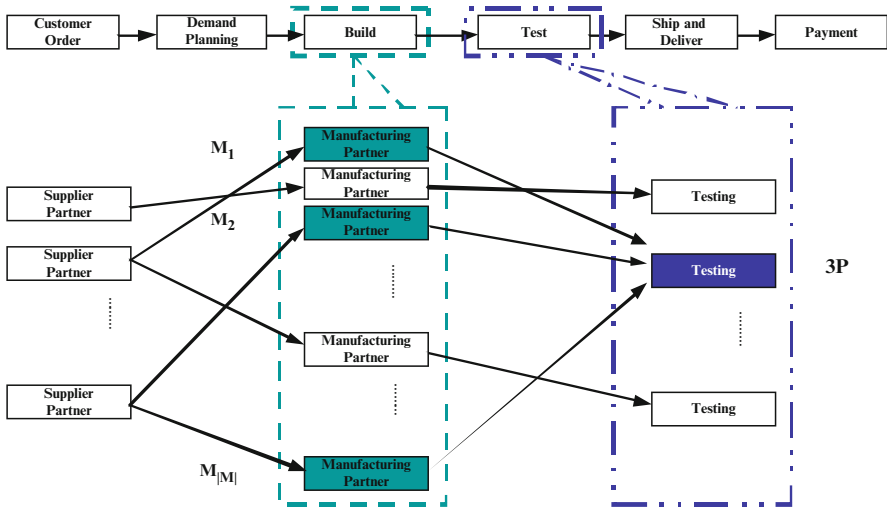 Customer
Order
Demand
Planning
Build
Test
Ship and
Deliver
Payment
M1
Manufacturing
Partner
Manufacturing
Partner
Supplier
Partner
M2
Manufacturing
Partner
Testing
Supplier
Partner
Testing
3P
Manufacturing
Partner
Supplier
Partner
Testing
M|M|
Manufacturing
Partner